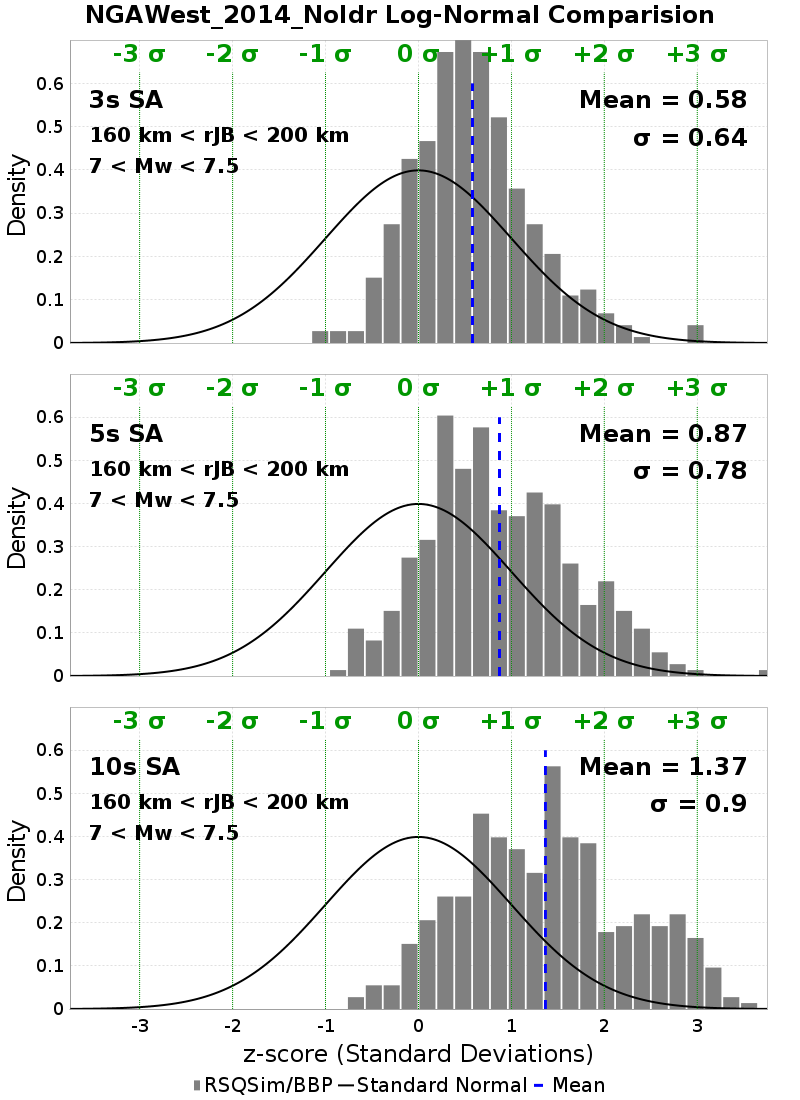 NGAWest_2014_NoIdr Log-Normal Comparision
-3 σ -2 σ -1 σ 0 σ +1 σ +2 σ +3 σ
3s SA
160 km < rJB < 200 km
7 < Mw < 7.5
Mean = 0.58
σ = 0.64
0.6
0.5
0.4
0.3
0.2
0.1
0
Density
-3 σ -2 σ -1 σ 0 σ +1 σ +2 σ +3 σ
5s SA
160 km < rJB < 200 km
7 < Mw < 7.5
Mean = 0.87
σ = 0.78
0.6
0.5
0.4
0.3
0.2
0.1
0
Density
-3 σ -2 σ -1 σ 0 σ +1 σ +2 σ +3 σ
10s SA
160 km < rJB < 200 km
7 < Mw < 7.5
Mean = 1.37
σ = 0.9
0.6
0.5
0.4
0.3
0.2
0.1
0
Density
-3 -2 -1 0 1 2 3
z-score (Standard Deviations)
RSQSim/BBP Standard Normal Mean